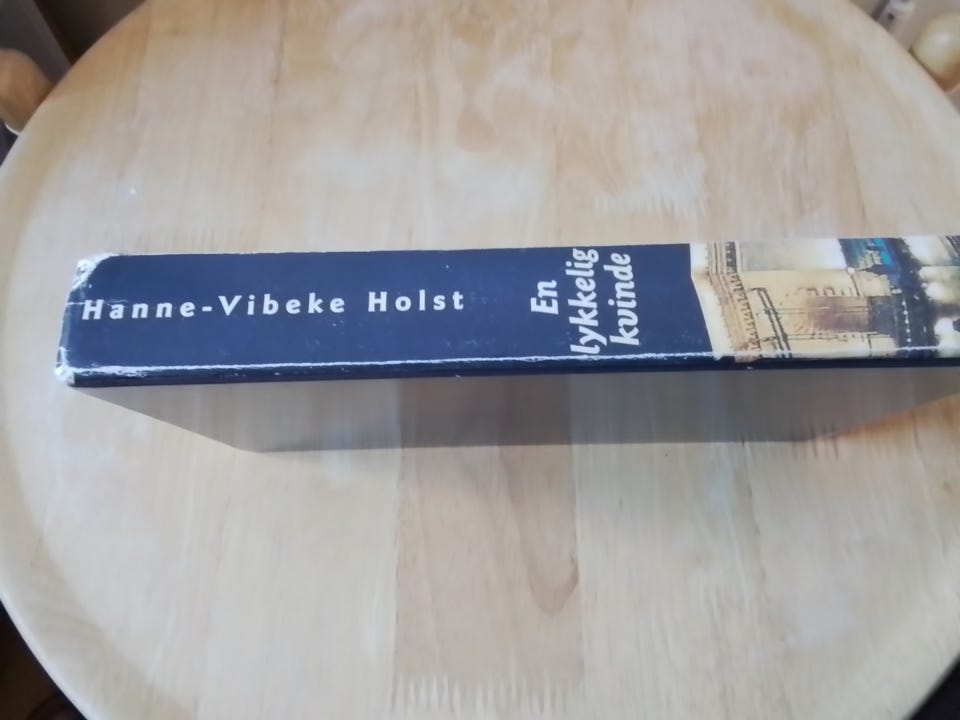 Hanne-Vibeke Holst
En
lykkelig
kvinde